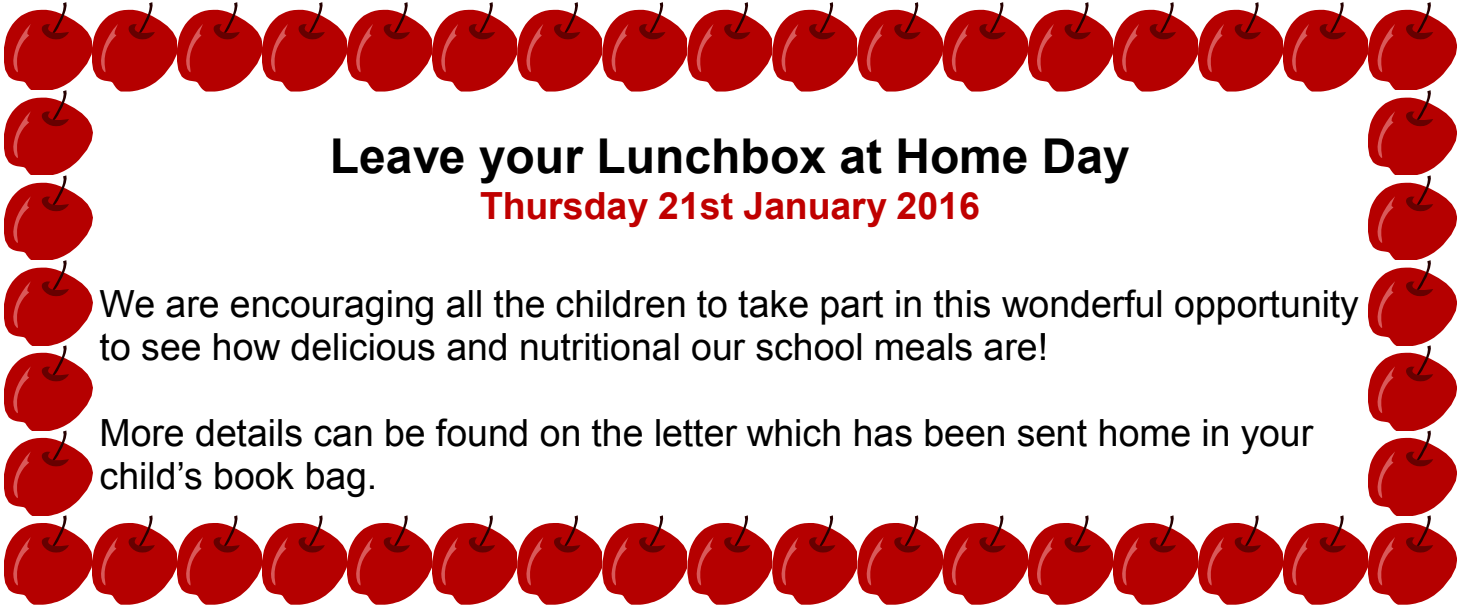 Leave your Lunchbox at Home Day
Thursday 21st January 2016
We are encouraging all the children to take part in this wonderful opportunity
to see how delicious and nutritional our school meals are!
More details can be found on the letter which has been sent home in your
child’s book bag.